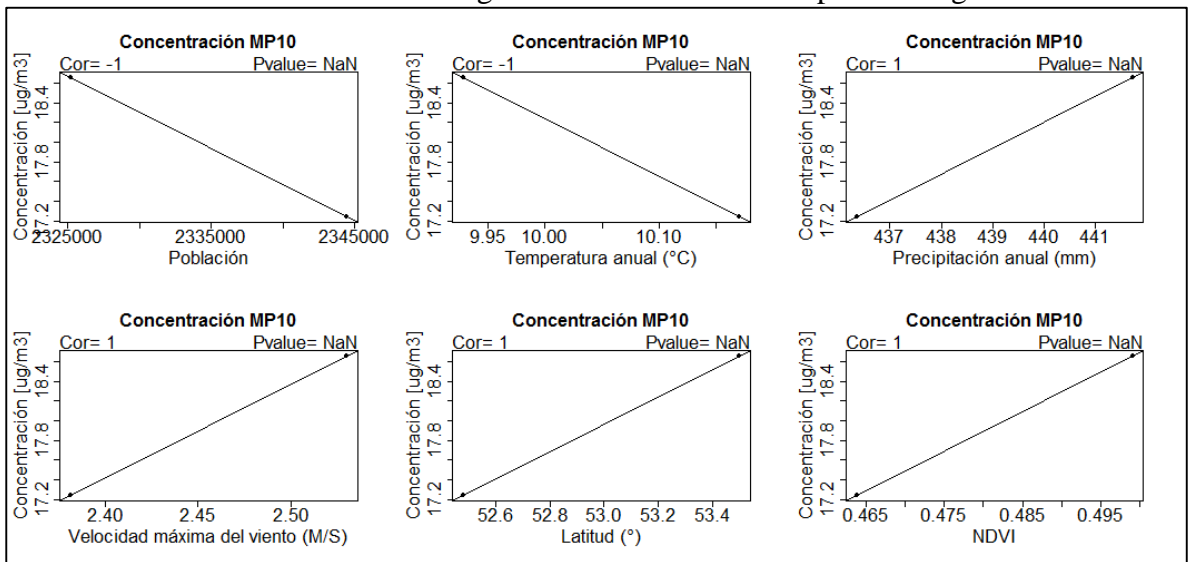 Concentración MP10
Cor= -1 Pvalue= NaN
Concentración [ug/m3]
17.2 17.8 18.4
2325000 2335000 2345000
Población
Concentración MP10
Cor= -1 Pvalue= NaN
Concentración [ug/m3]
17.2 17.8 18.4
9.95 10.00 10.10
Temperatura anual (°C)
Concentración MP10
Cor= 1 Pvalue= NaN
Concentración [ug/m3]
17.2 17.8 18.4
437 438 439 440 441
Precipitación anual (mm)
Concentración MP10
Cor= 1 Pvalue= NaN
Concentración [ug/m3]
17.2 17.8 18.4
2.40 2.45 2.50
Velocidad máxima del viento (M/S)
Concentración MP10
Cor= 1 Pvalue= NaN
Concentración [ug/m3]
17.2 17.8 18.4
52.6 52.8 53.0 53.2 53.4
Latitud (°)
Concentración MP10
Cor= 1 Pvalue= NaN
Concentración [ug/m3]
17.2 17.8 18.4
0.465 0.475 0.485 0.495
NDVI